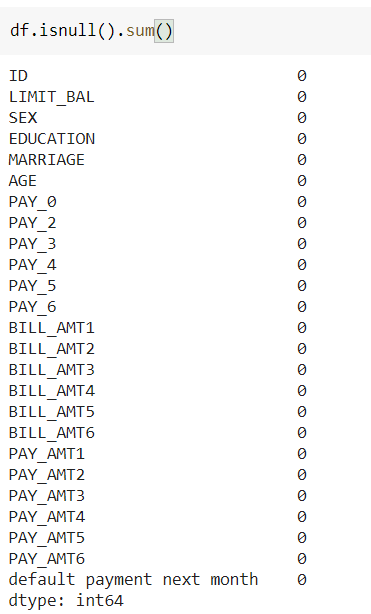 df.isnull().sum()
ID 0
LIMIT_BAL 0
SEX 0
EDUCATION 0
MARRIAGE 0
AGE 0
PAY_0 0
PAY_2 0
PAY_3 0
PAY_4 0
PAY_5 0
PAY_6 0
BILL_AMT1 0
BILL_AMT2 0
BILL_AMT3 0
BILL_AMT4 0
BILL_AMT5 0
BILL_AMT6 0
PAY_AMT1 0
PAY_AMT2 0
PAY_AMT3 0
PAY_AMT4 0
PAY_AMT5 0
PAY_AMT6 0
default payment next month 0
dtype: int64